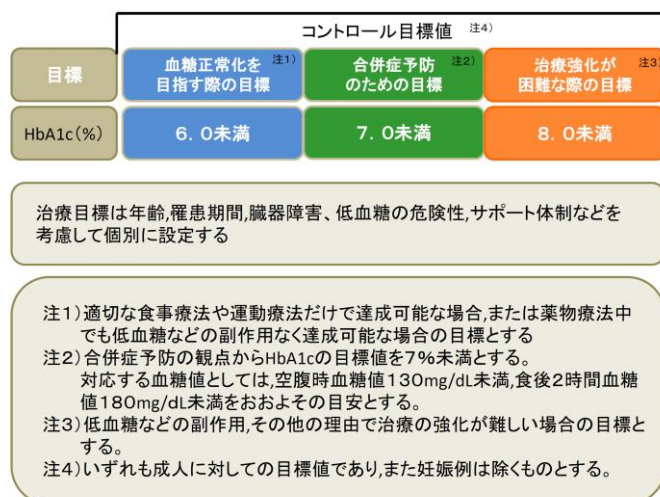 コントロール目標値 注4)
目標
血糖正常化を 注1)
目指す際の目標
合併症予防 注2)
のための目標
治療強化が 注3)
困難な際の目標
HbA1c(%)
6.0未満
7.0未満
8.0未満
治療目標は年齢,罹患期間,臓器障害、低血糖の危険性,サポート体制などを
考慮して個別に設定する
注1)適切な食事療法や運動療法だけで達成可能な場合,または薬物療法中
でも低血糖などの副作用なく達成可能な場合の目標とする
注2)合併症予防の観点からHbA1cの目標値を7%未満とする。
対応する血糖値としては,空腹時血糖値130mg/dL未満,食後2時間血糖
値180mg/dL未満をおおよその目安とする。
注3)低血糖などの副作用,その他の理由で治療の強化が難しい場合の目標と
する。
注4)いずれも成人に対しての目標値であり,また妊娠例は除くものとする。